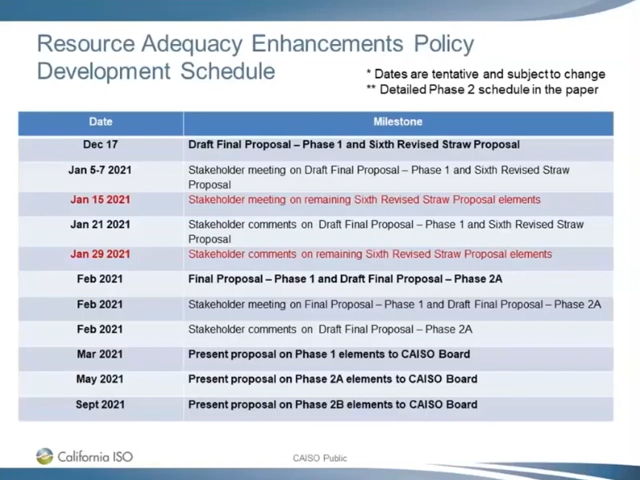 Resource Adequacy Enhancements Policy
Development Schedule
* Dates are tentative and subject to change
** Detailed Phase 2 schedule in the paper
Date Milestone
Dec 17 Draft Final Proposal – Phase 1 and Sixth Revised Straw Proposal
Jan 5-7 2021 Stakeholder meeting on Draft Final Proposal – Phase 1 and Sixth Revised Straw
Proposal
Jan 15 2021 Stakeholder meeting on remaining Sixth Revised Straw Proposal elements
Jan 21 2021 Stakeholder comments on Draft Final Proposal – Phase 1 and Sixth Revised Straw
Proposal
Jan 29 2021 Stakeholder comments on remaining Sixth Revised Straw Proposal elements
Feb 2021 Final Proposal – Phase 1 and Draft Final Proposal – Phase 2A
Feb 2021 Stakeholder meeting on Final Proposal – Phase 1 and Draft Final Proposal – Phase 2A
Feb 2021 Stakeholder comments on Draft Final Proposal – Phase 2A
Mar 2021 Present proposal on Phase 1 elements to CAISO Board
May 2021 Present proposal on Phase 2A elements to CAISO Board
Sept 2021 Present proposal on Phase 2B elements to CAISO Board
California ISO
CAISO Public